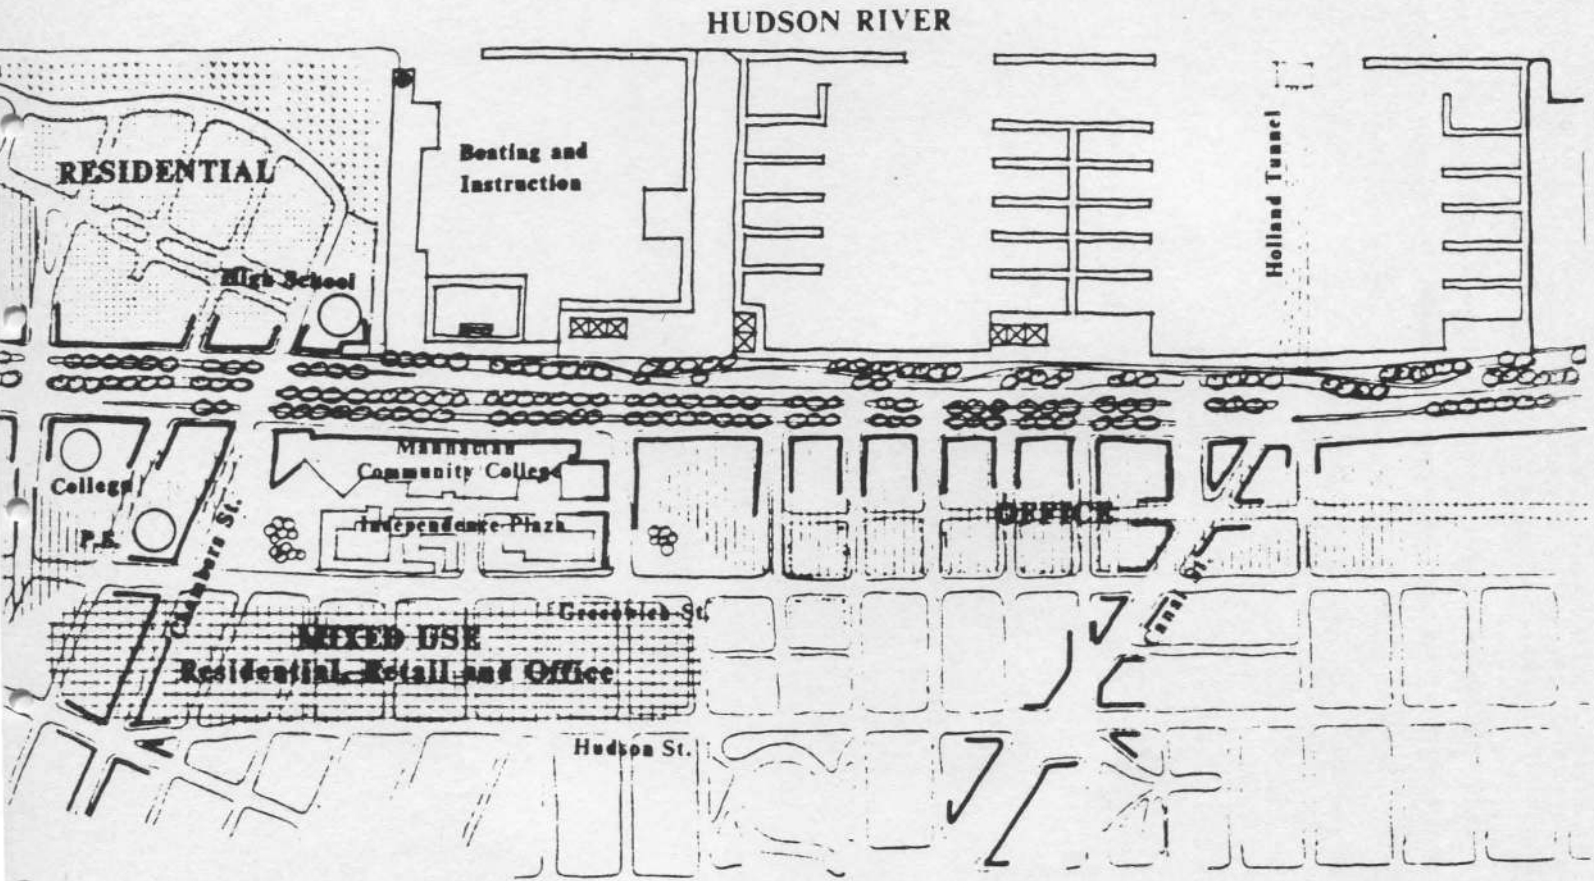 HUDSON RIVER
RESIDENTIAL
Boating and
Instruction
Holland Tunnel
High School
Manhattan
Community College
College
Chambers St.
Independence Plaza
P.S.
OFFICE
Canal St.
Greenwich St.
MIXED USE
Residential, Retail and Office
Hudson St.